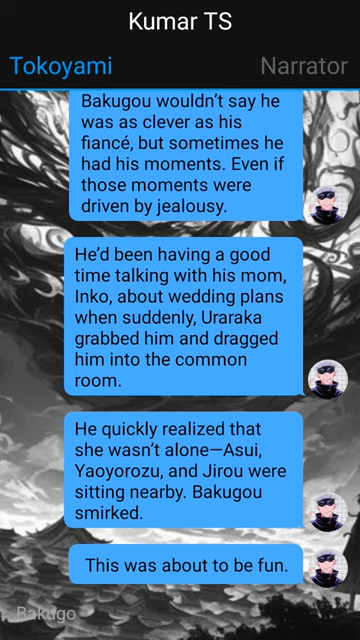 Kumar TS
Tokoyami Narrator
Bakugou wouldn’t say he
was as clever as his
fiancé, but sometimes he
had his moments. Even if
those moments were
driven by jealousy.
He’d been having a good
time talking with his mom,
Inko, about wedding plans
when suddenly, Uraraka
grabbed him and dragged
him into the common
room.
He quickly realized that
she wasn’t alone—Asui,
Yaoyorozu, and Jirou were
sitting nearby. Bakugou
smirked.
This was about to be fun.
Bakugo